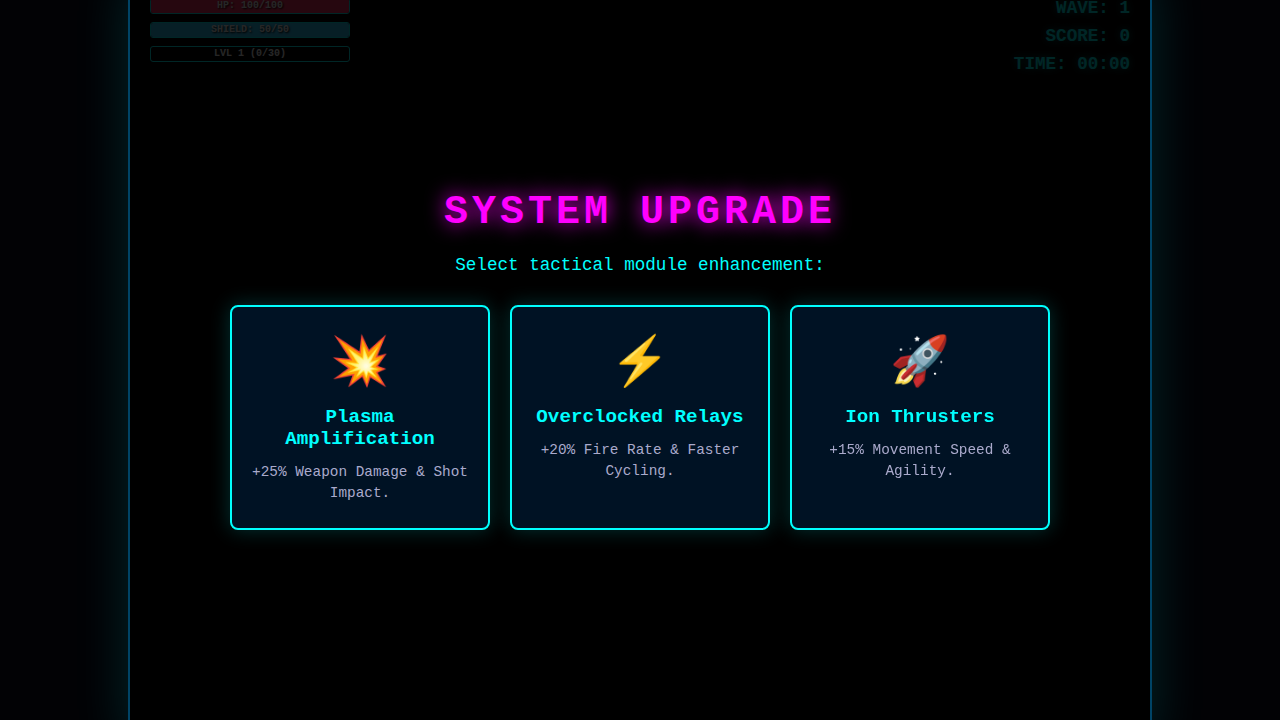 HP: 100/100
SHIELD: 50/50
LVL 1 (0/30)
WAVE: 1
SCORE: 0
TIME: 00:00
SYSTEM UPGRADE
Select tactical module enhancement:
Plasma
Amplification
+25% Weapon Damage & Shot
Impact.
Overclocked Relays
+20% Fire Rate & Faster
Cycling.
Ion Thrusters
+15% Movement Speed &
Agility.